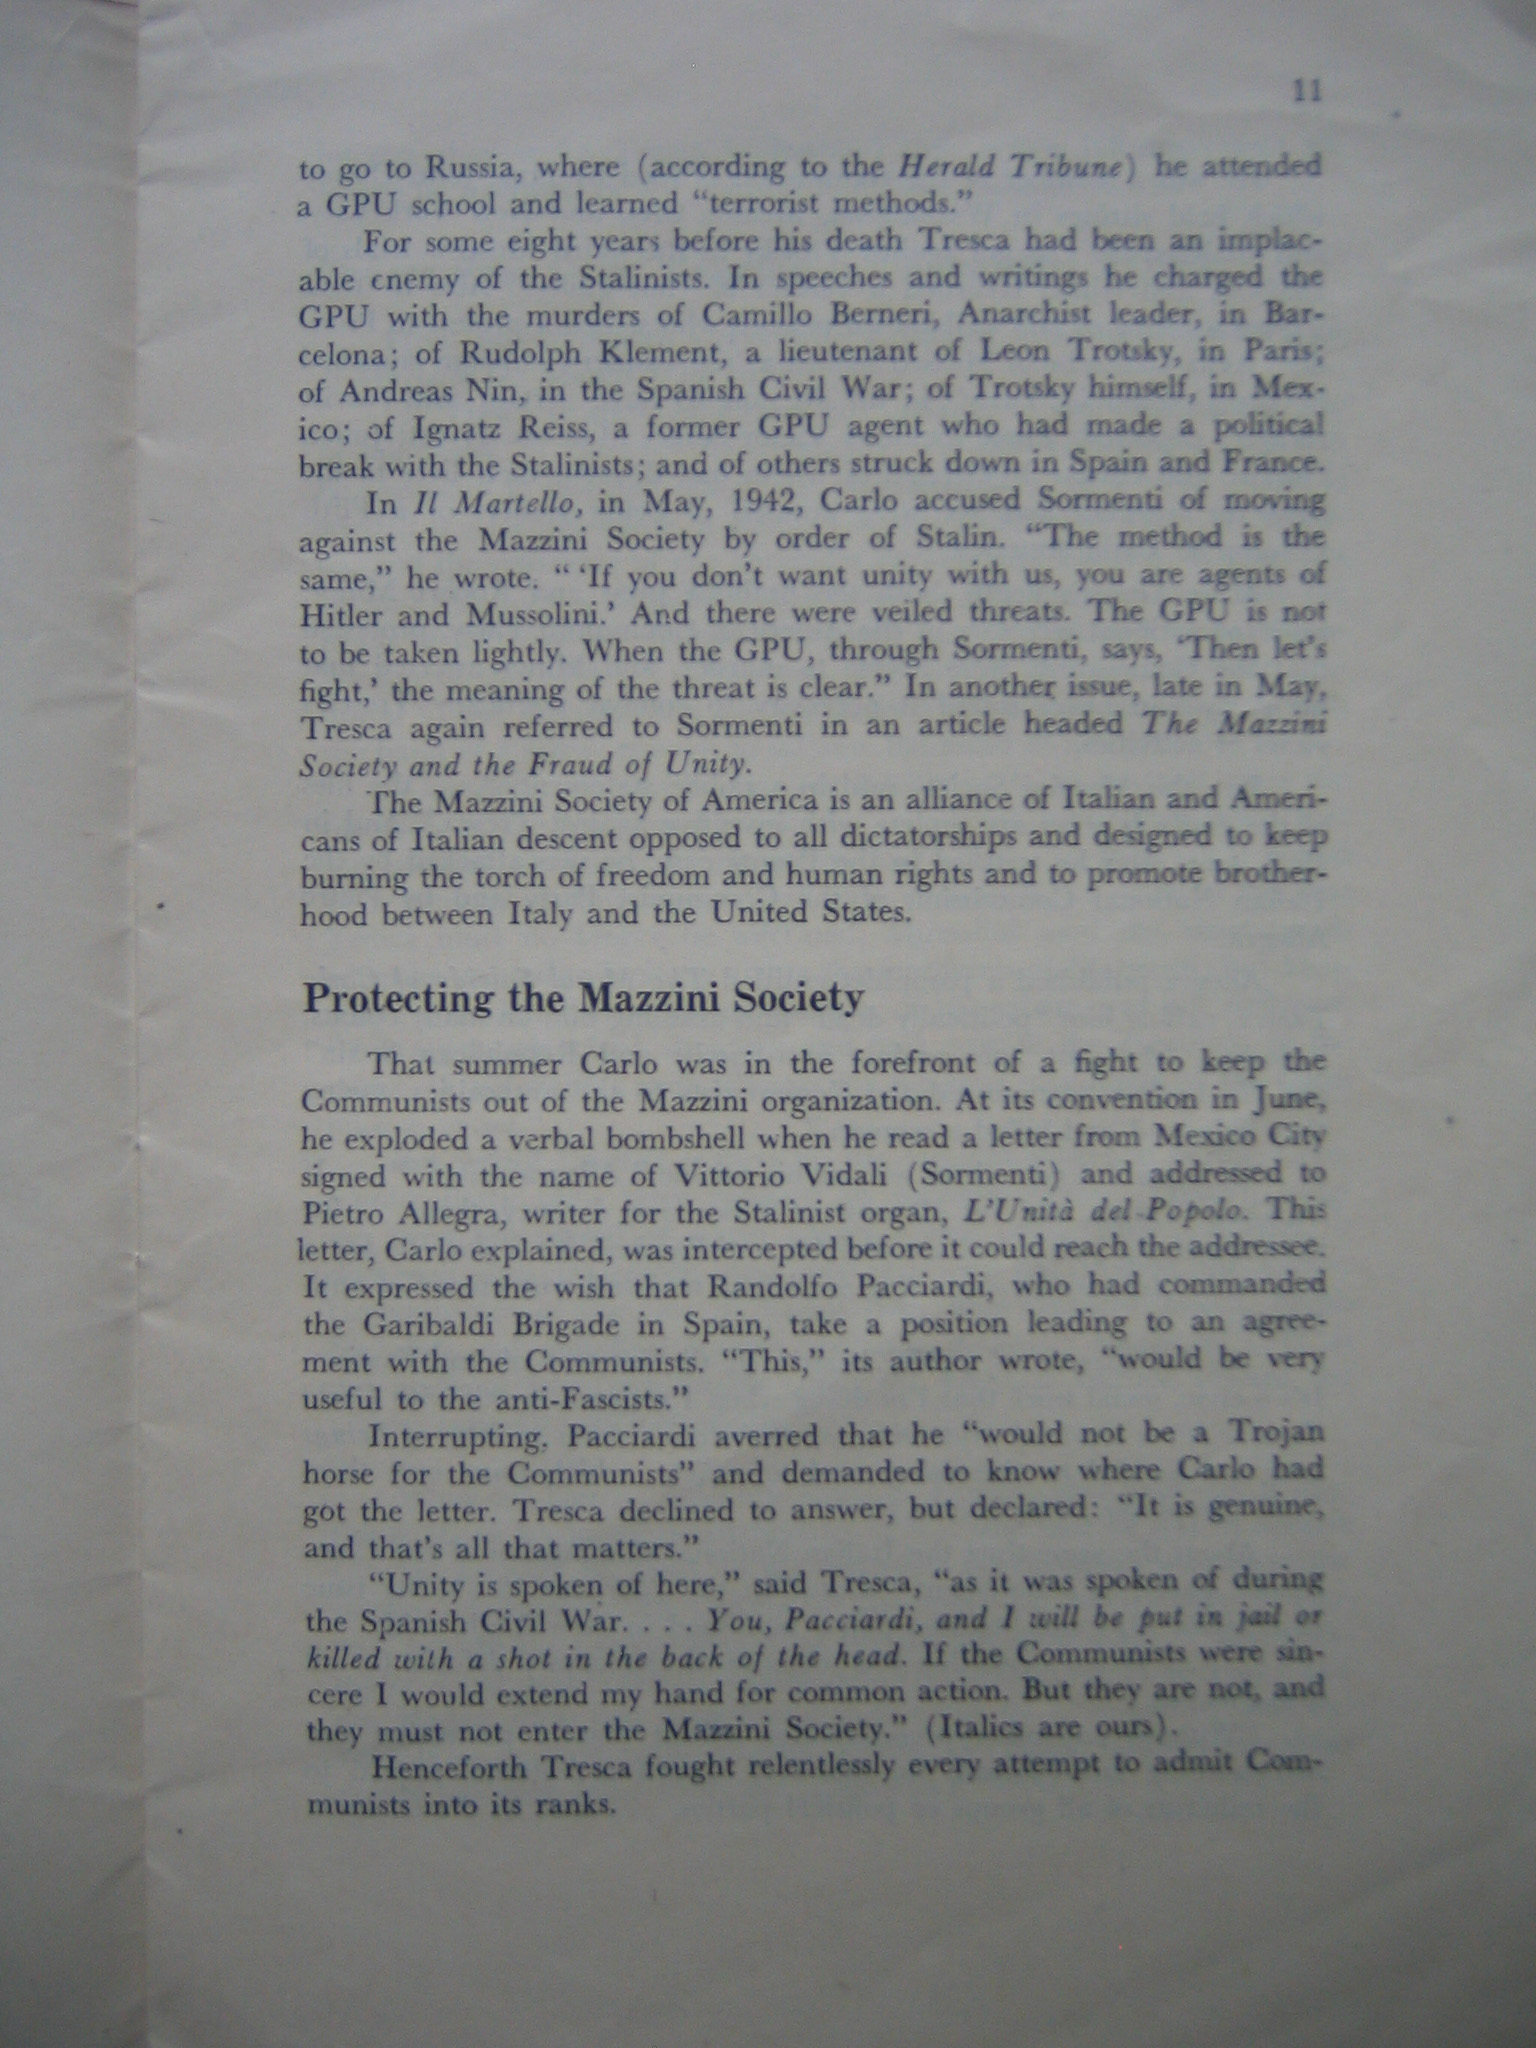 11
to go to Russia, where (according to the Herald Tribune) he attended
a GPU school and learned “terrorist methods.”
For some eight years before his death Tresca had been an implac-
able enemy of the Stalinists. In speeches and writings he charged the
GPU with the murders of Camillo Berneri, Anarchist leader, in Bar-
celona; of Rudolph Klement, a lieutenant of Leon Trotsky, in Paris;
of Andreas Nin, in the Spanish Civil War; of Trotsky himself, in Mex-
ico; of Ignatz Reiss, a former GPU agent who had made a political
break with the Stalinists; and of others struck down in Spain and France.
In Il Martello, in May, 1942, Carlo accused Sormenti of moving
against the Mazzini Society by order of Stalin. “The method is the
same,” he wrote. “ ‘If you don’t want unity with us, you are agents of
Hitler and Mussolini.’ And there were veiled threats. The GPU is not
to be taken lightly. When the GPU, through Sormenti, says, ‘Then let’s
fight,’ the meaning of the threat is clear.” In another issue, late in May,
Tresca again referred to Sormenti in an article headed The Mazzini
Society and the Fraud of Unity.
The Mazzini Society of America is an alliance of Italian and Ameri-
cans of Italian descent opposed to all dictatorships and designed to keep
burning the torch of freedom and human rights and to promote brother-
hood between Italy and the United States.
Protecting the Mazzini Society
That summer Carlo was in the forefront of a fight to keep the
Communists out of the Mazzini organization. At its convention in June,
he exploded a verbal bombshell when he read a letter from Mexico City
signed with the name of Vittorio Vidali (Sormenti) and addressed to
Pietro Allegra, writer for the Stalinist organ, L’Unità del Popolo. This
letter, Carlo explained, was intercepted before it could reach the addressee.
It expressed the wish that Randolfo Pacciardi, who had commanded
the Garibaldi Brigade in Spain, take a position leading to an agree-
ment with the Communists. “This,” its author wrote, “would be very
useful to the anti-Fascists.”
Interrupting. Pacciardi averred that he “would not be a Trojan
horse for the Communists” and demanded to know where Carlo had
got the letter. Tresca declined to answer, but declared: “It is genuine,
and that’s all that matters.”
“Unity is spoken of here,” said Tresca, “as it was spoken of during
the Spanish Civil War. . . . You, Pacciardi, and I will be put in jail or
killed with a shot in the back of the head. If the Communists were sin-
cere I would extend my hand for common action. But they are not, and
they must not enter the Mazzini Society.” (Italics are ours).
Henceforth Tresca fought relentlessly every attempt to admit Com-
munists into its ranks.